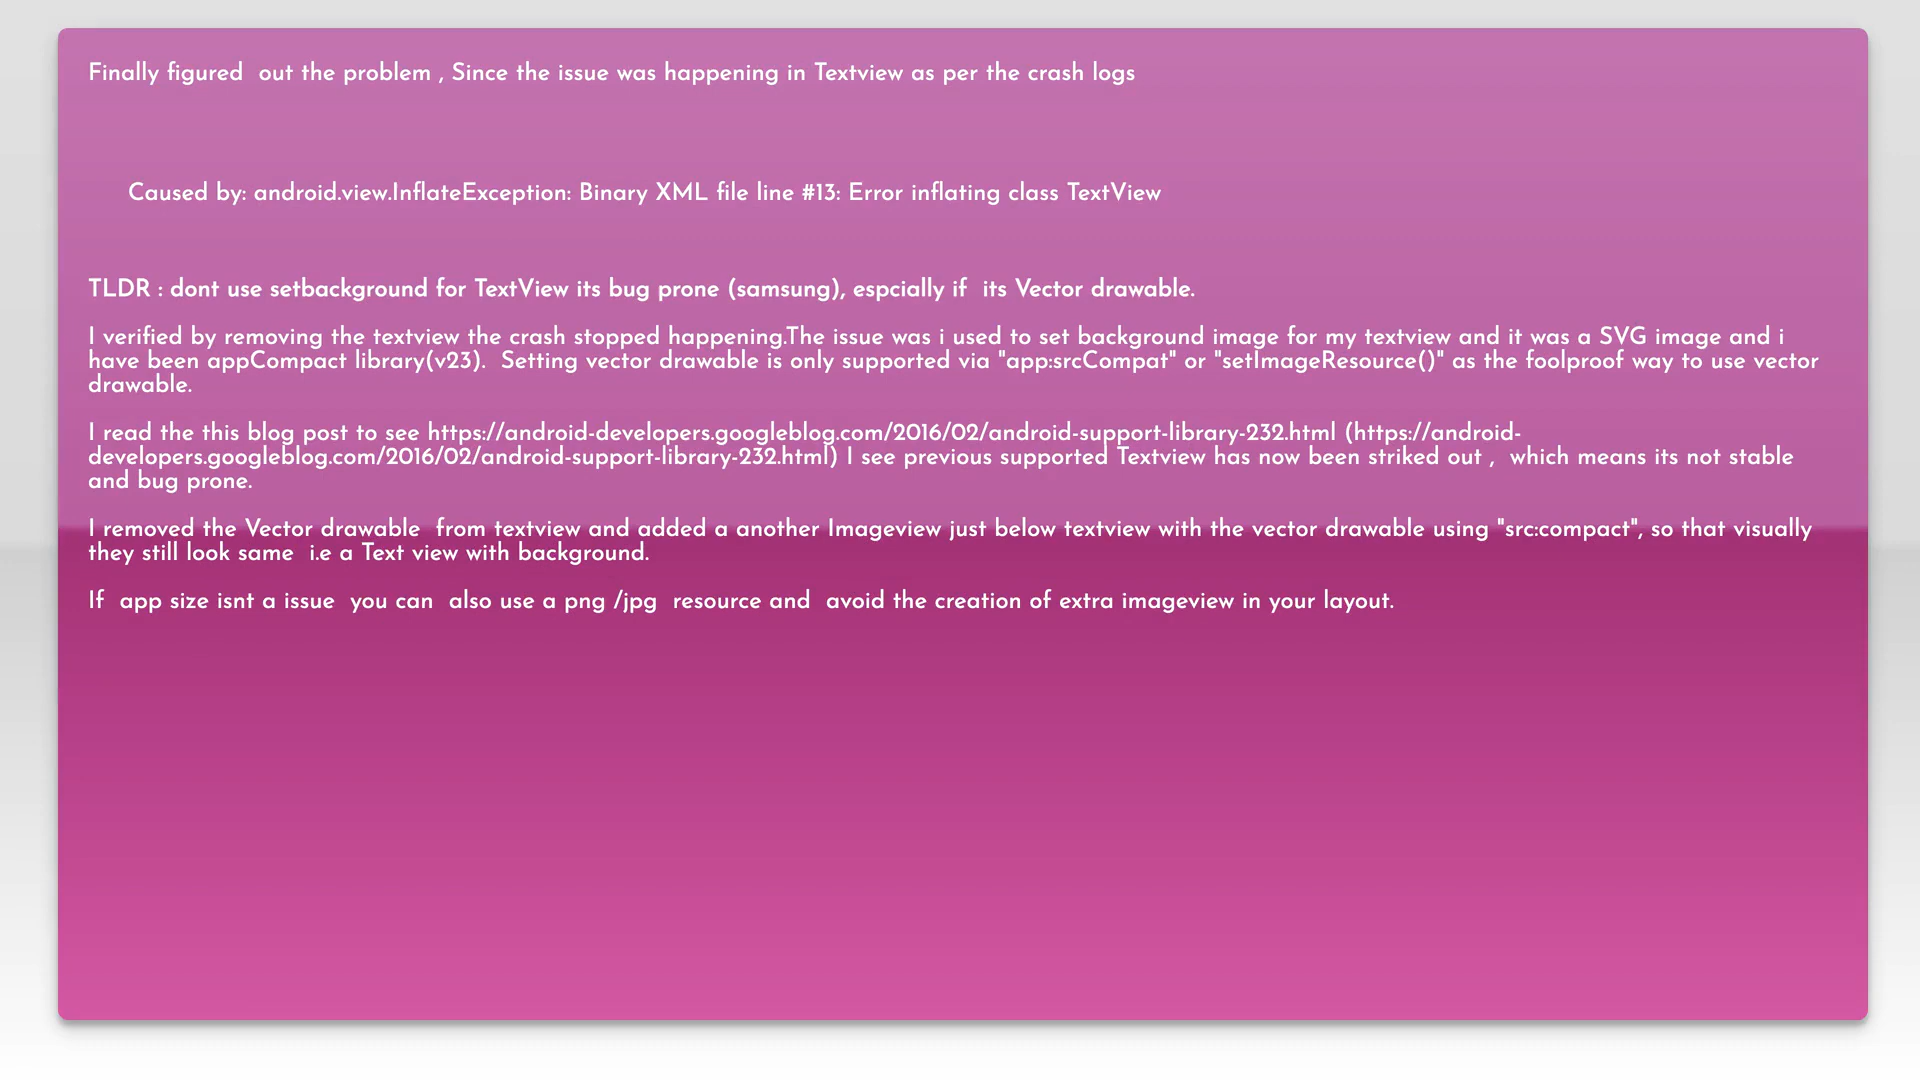 Finally figured  out the problem , Since the issue was happening in Textview as per the crash logs
Caused by: android.view.InflateException: Binary XML file line #13: Error inflating class TextView
TLDR : dont use setbackground for TextView its bug prone (samsung), espcially if  its Vector drawable.
I verified by removing the textview the crash stopped happening.The issue was i used to set background image for my textview and it was a SVG image and i
have been appCompact library(v23).  Setting vector drawable is only supported via "app:srcCompat" or "setImageResource()" as the foolproof way to use vector
drawable.
I read the this blog post to see https://android-developers.googleblog.com/2016/02/android-support-library-232.html (https://android-
developers.googleblog.com/2016/02/android-support-library-232.html) I see previous supported Textview has now been striked out ,  which means its not stable
and bug prone.
I removed the Vector drawable  from textview and added a another Imageview just below textview with the vector drawable using "src:compact", so that visually
they still look same  i.e a Text view with background.
If  app size isnt a issue  you can  also use a png /jpg  resource and  avoid the creation of extra imageview in your layout.